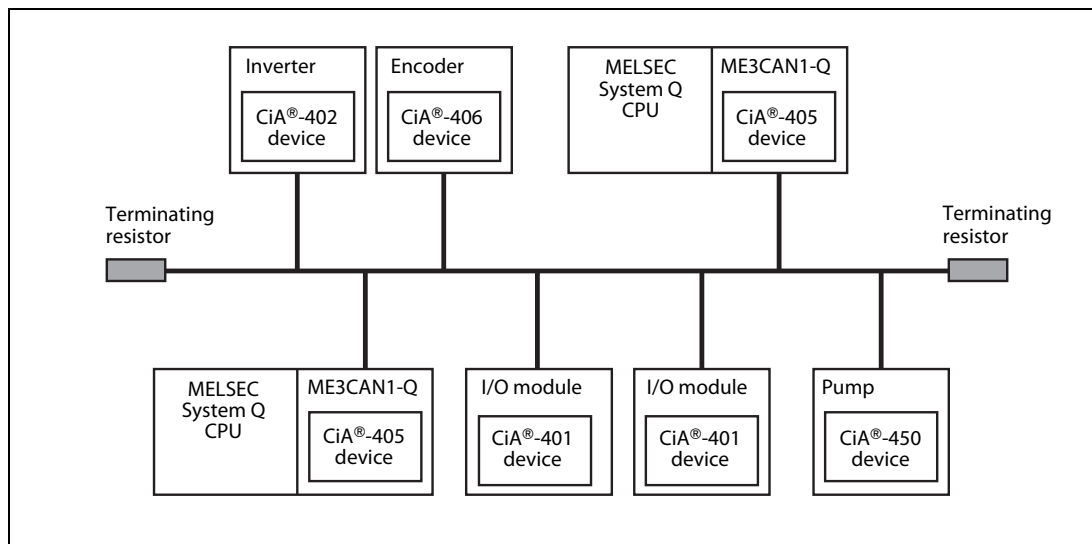 Inverter
CiA®-402
device
Encoder
CiA®-406
device
MELSEC
System Q
CPU
ME3CAN1-Q
CiA®-405
device
Terminating
resistor
Terminating
resistor
MELSEC
System Q
CPU
ME3CAN1-Q
CiA®-405
device
I/O module
CiA®-401
device
I/O module
CiA®-401
device
Pump
CiA®-450
device